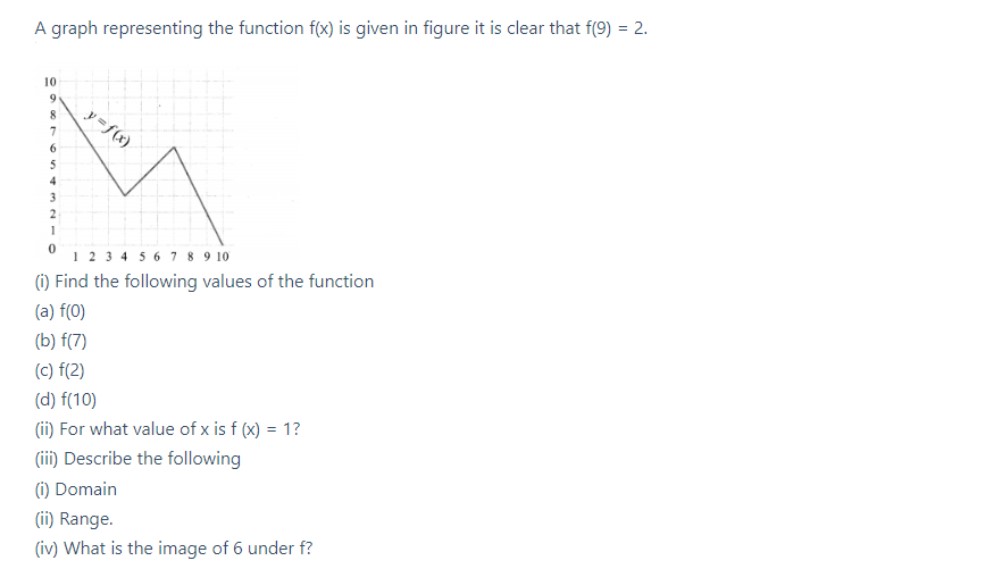 A graph representing the function f(x) is given in figure it is clear that f(9) = 2.
10
9
8
7
6
5
4
3
2
1
0
y = f(x)
1 2 3 4 5 6 7 8 9 10
(i) Find the following values of the function
(a) f(0)
(b) f(7)
(c) f(2)
(d) f(10)
(ii) For what value of x is f (x) = 1?
(iii) Describe the following
(i) Domain
(ii) Range.
(iv) What is the image of 6 under f?